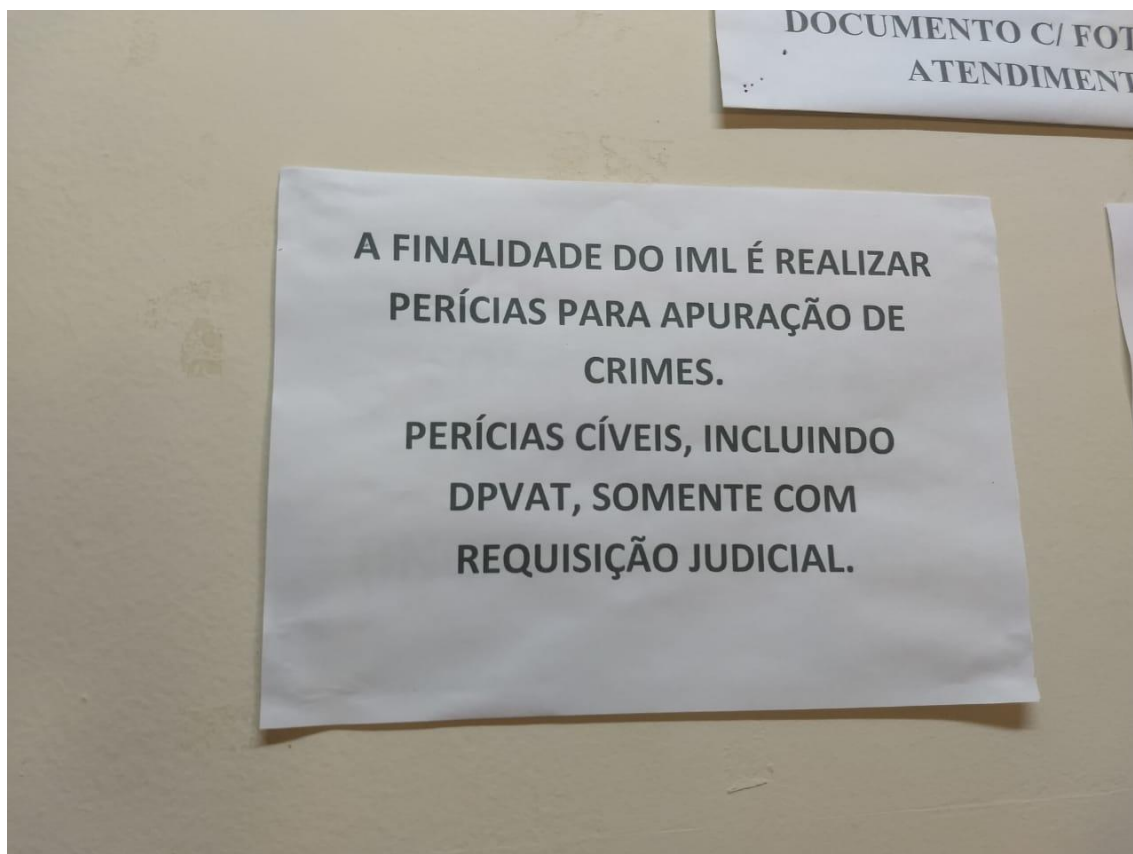 DOCUMENTO C/
ATENDIMENT
A FINALIDADE DO IML É REALIZAR
PERÍCIAS PARA APURAÇÃO DE
CRIMES.
PERÍCIAS CÍVEIS, INCLUINDO
DPVAT, SOMENTE COM
REQUISIÇÃO JUDICIAL.